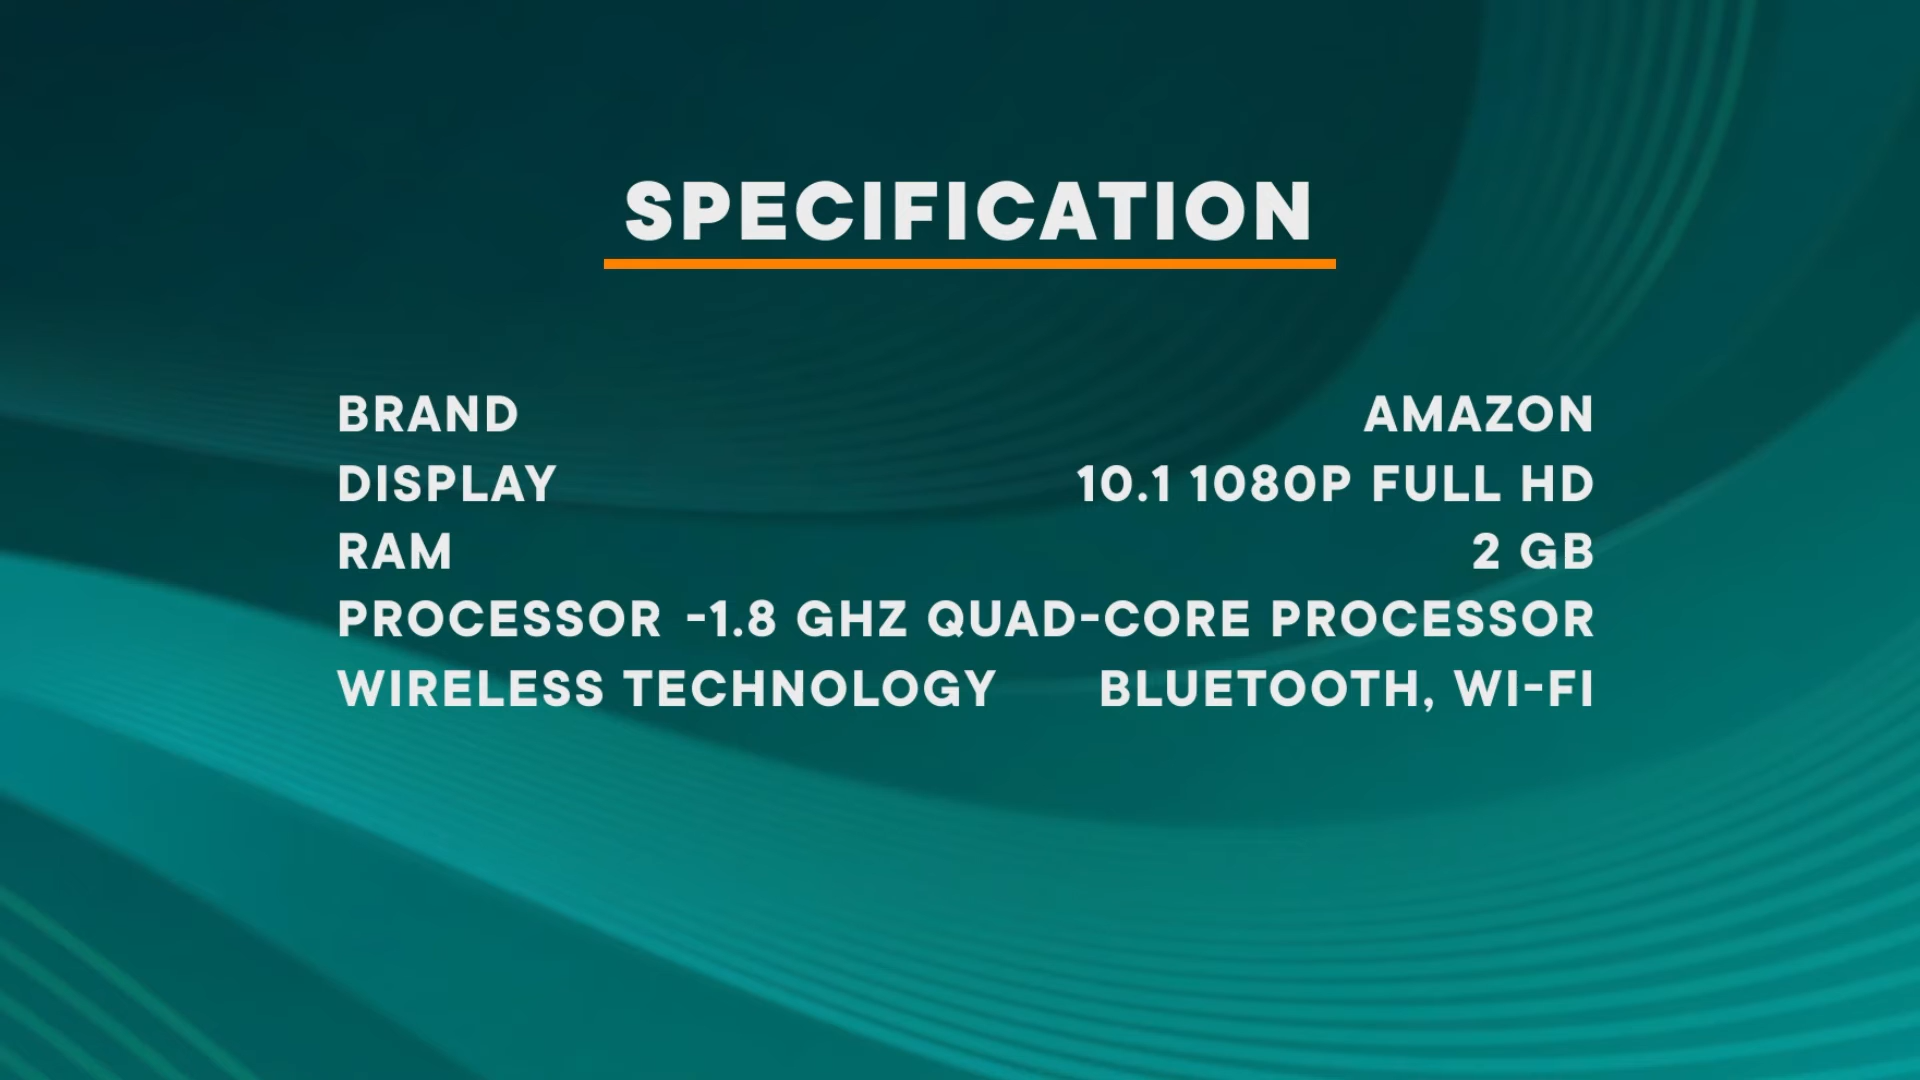 SPECIFICATION
BRAND AMAZON
DISPLAY 10.1 1080P FULL HD
RAM 2 GB
PROCESSOR -1.8 GHZ QUAD-CORE PROCESSOR
WIRELESS TECHNOLOGY BLUETOOTH, WI-FI